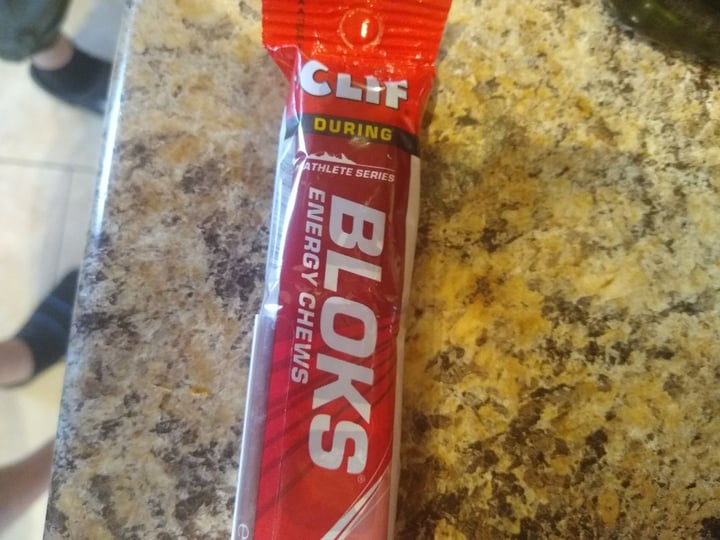 CLIF
DURING
ATHLETE SERIES
BLOKS®
ENERGY CHEWS